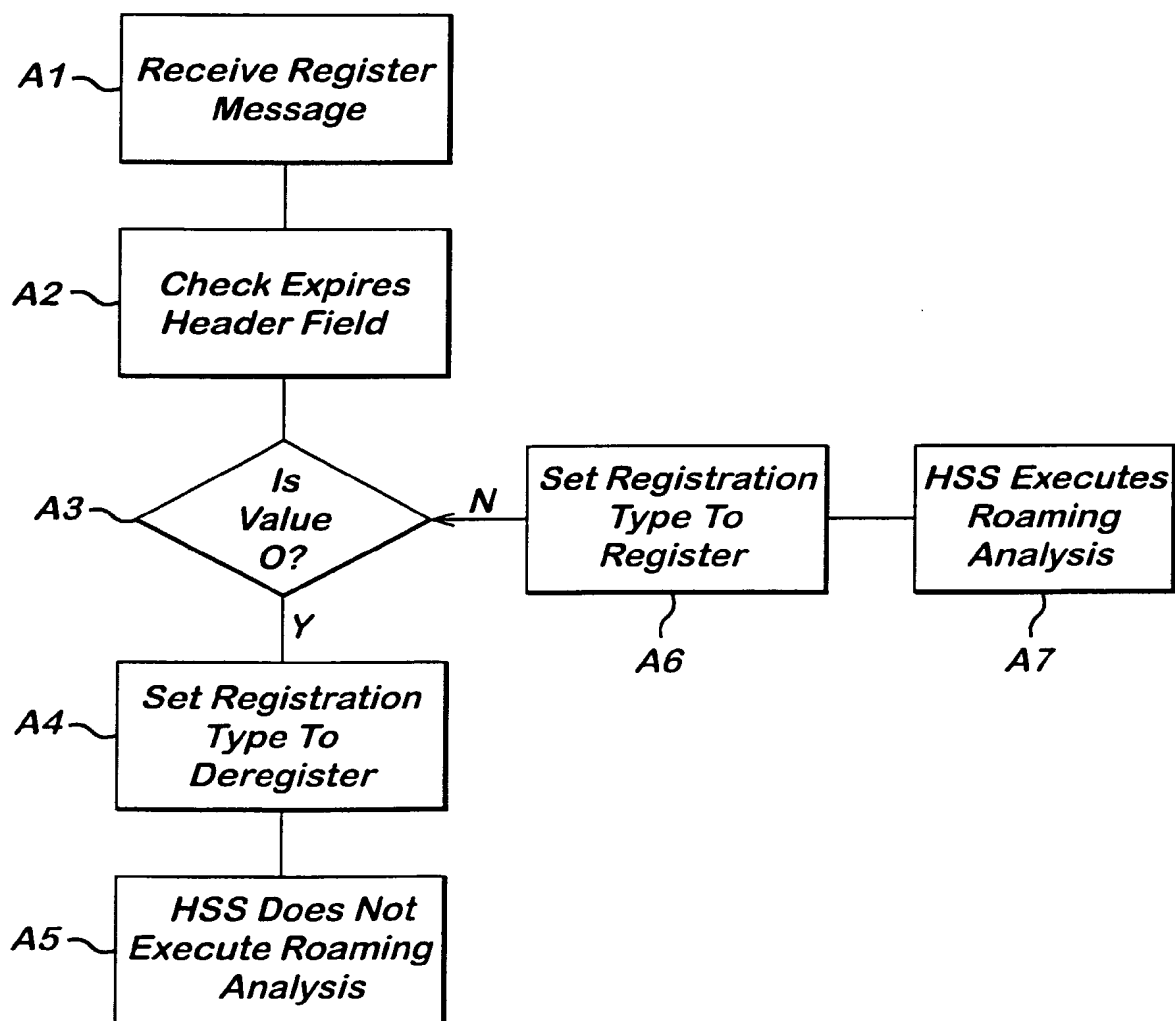 A1
Receive Register
Message
A2
Check Expires
Header Field
A3
Is
Value
O?
N
Set Registration
Type To
Register
A6
HSS Executes
Roaming
Analysis
A7
Y
A4
Set Registration
Type To
Deregister
A5
HSS Does Not
Execute Roaming
Analysis